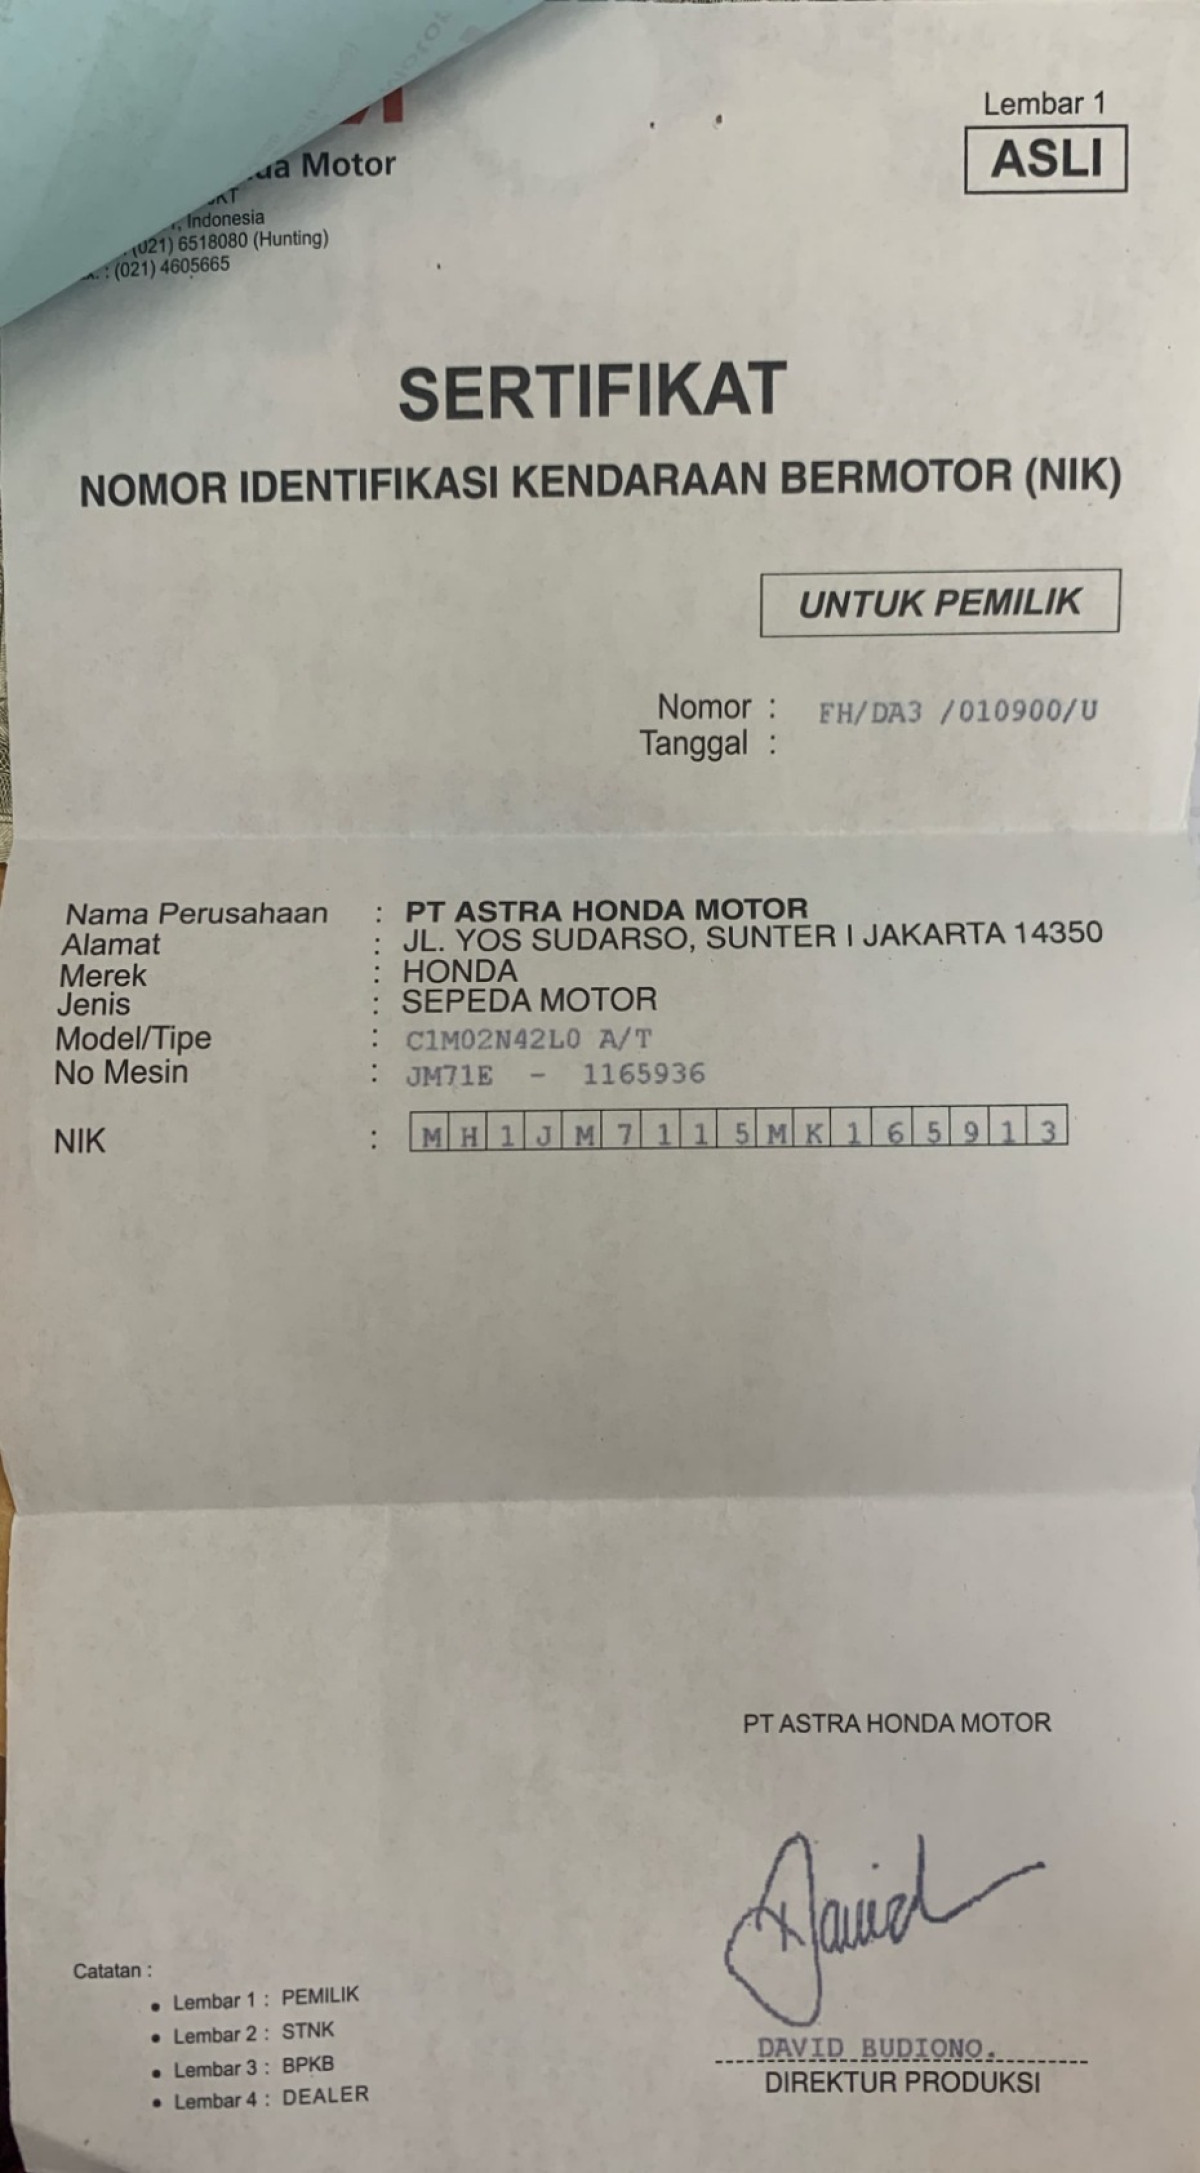 Lembar 1
ASLI
Motor
Indonesia
(021) 6518080 (Hunting)
: (021) 4605665
SERTIFIKAT
NOMOR IDENTIFIKASI KENDARAAN BERMOTOR (NIK)
UNTUK PEMILIK
Nomor : FH/DA3 /010900/U
Tanggal :
Nama Perusahaan : PT ASTRA HONDA MOTOR
Alamat : JL. YOS SUDARSO, SUNTER I JAKARTA 14350
Merek : HONDA
Jenis : SEPEDA MOTOR
Model/Tipe : C1M02N42L0 A/T
No Mesin : JM71E - 1165936
NIK : MH1JM7115MK165913
PT ASTRA HONDA MOTOR
David
DAVID BUDIONO.
DIREKTUR PRODUKSI
Catatan :
• Lembar 1 : PEMILIK
• Lembar 2 : STNK
• Lembar 3 : BPKB
• Lembar 4 : DEALER